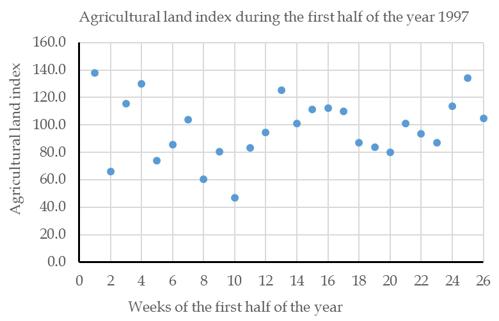 Agricultural land index during the first half of the year 1997
160.0
140.0
120.0
100.0
80.0
60.0
40.0
20.0
0.0
Agricultural land index
0 2 4 6 8 10 12 14 16 18 20 22 24 26
Weeks of the first half of the year